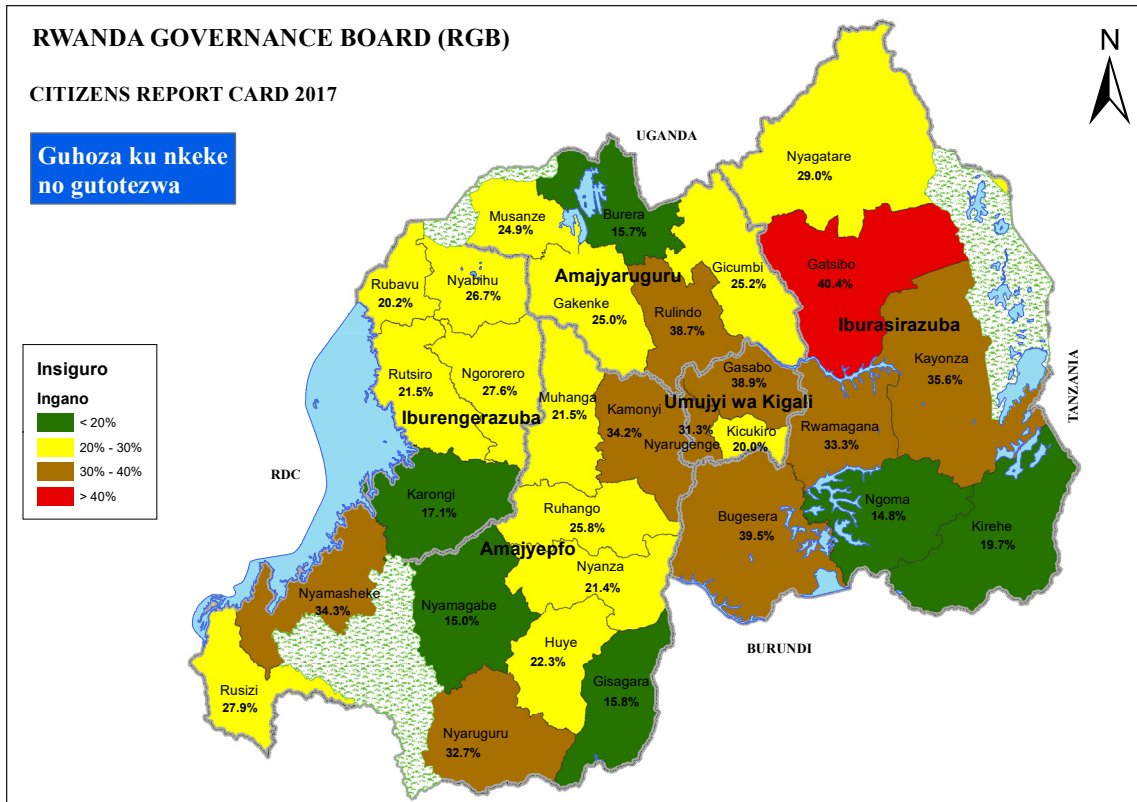 RWANDA GOVERNANCE BOARD (RGB)
CITIZENS REPORT CARD 2017
Guhoza ku nkeke
no gutotezwa
N
UGANDA
Nyagatare
29.0%
Musanze
24.9%
Burera
15.7%
Gicumbi
25.2%
Gatsibo
40.4%
Amajyaruguru
Rubavu
20.2%
Nyabihu
26.7%
Gakenke
25.0%
Rulindo
38.7%
Iburasirazuba
Kayonza
35.6%
TANZANIA
Insiguro
Ingano
< 20%
20% - 30%
30% - 40%
> 40%
Rutsiro
21.5%
Ngororero
27.6%
Iburengerazuba
Muhanga
21.5%
Kamonyi
34.2%
Gasabo
38.9%
Umujyi wa Kigali
31.3%
Nyarugenge
Kicukiro
20.0%
Rwamagana
33.3%
RDC
Karongi
17.1%
Ruhango
25.8%
Amajyepfo
Bugesera
39.5%
Ngoma
14.8%
Kirehe
19.7%
Nyanza
21.4%
Nyamasheke
34.3%
Nyamagabe
15.0%
Huye
22.3%
BURUNDI
Gisagara
15.8%
Rusizi
27.9%
Nyaruguru
32.7%